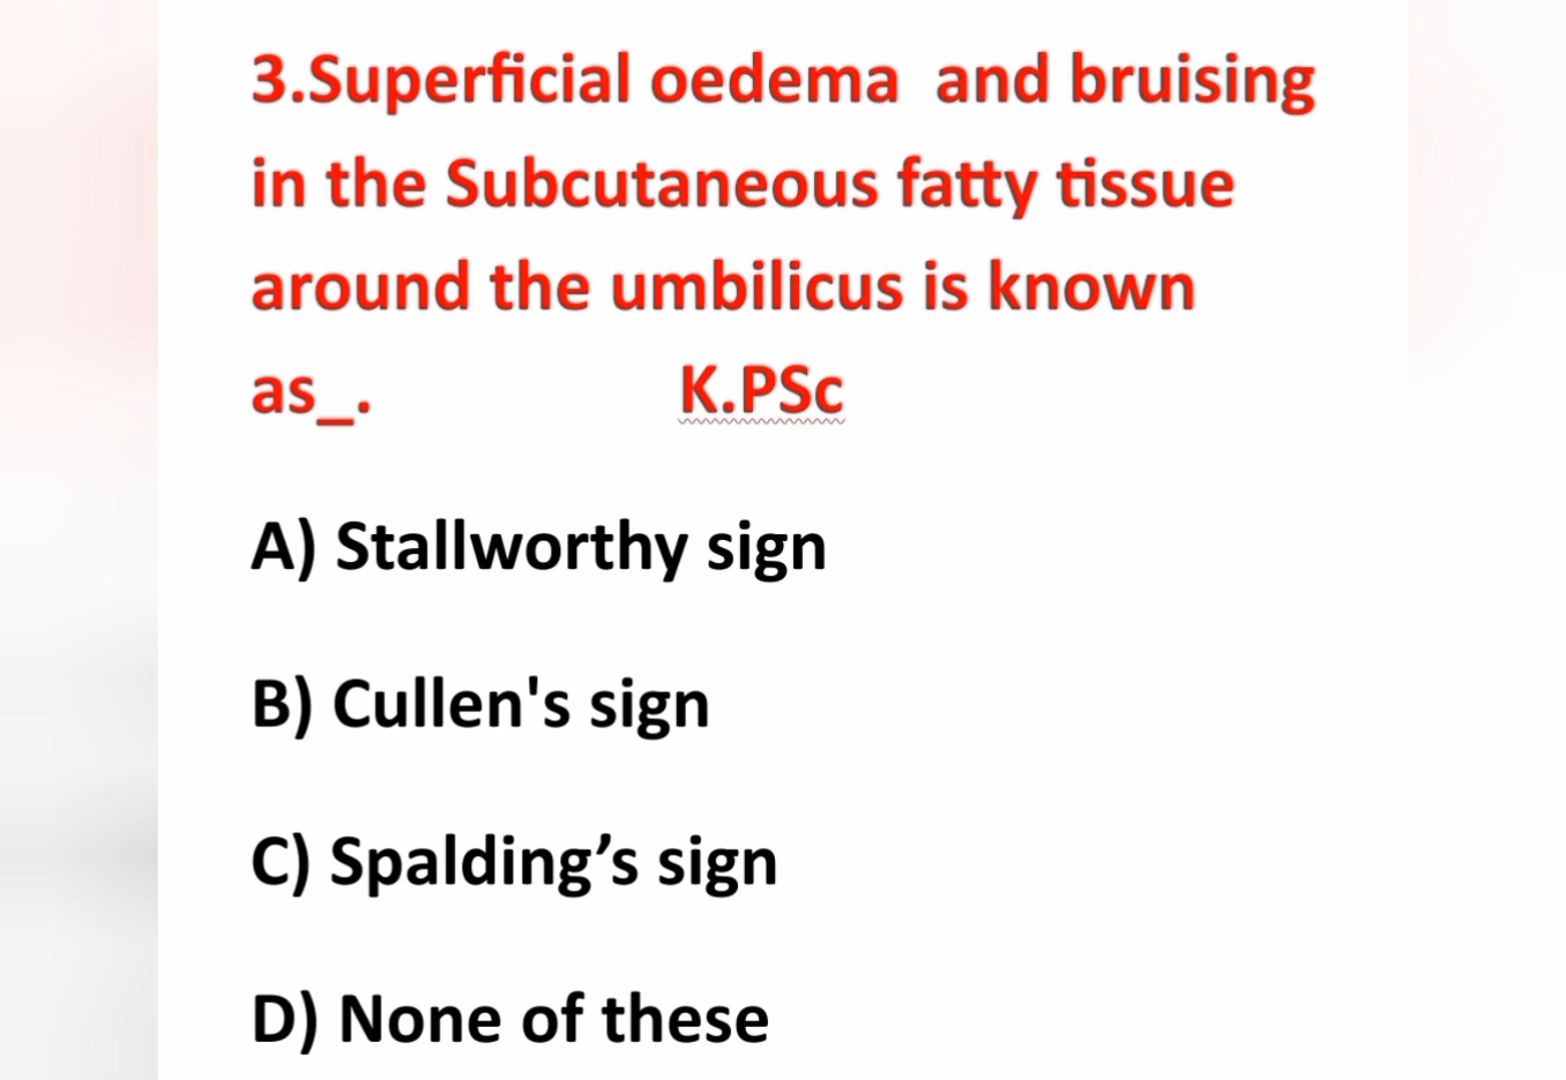 3.Superficial oedema  and bruising
in the Subcutaneous fatty tissue
around the umbilicus is known
as_.                    K.PSc
A) Stallworthy sign
B) Cullen's sign
C) Spalding’s sign
D) None of these